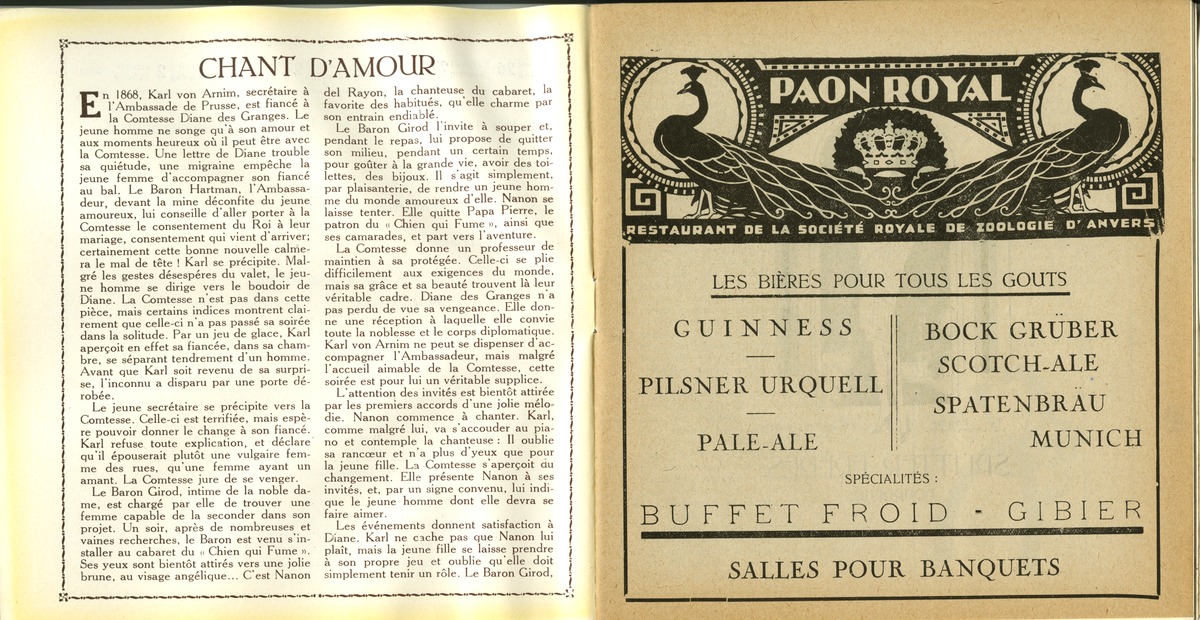 CHANT D'AMOUR
En 1868, Karl von Arnim, secrétaire à
l'Ambassade de Prusse, est fiancé à
la Comtesse Diane des Granges. Le
jeune homme ne songe qu'à son amour et
aux moments heureux où il peut être avec
la Comtesse. Une lettre de Diane trouble
sa quiétude, une migraine empêche la
jeune femme d'accompagner son fiancé
au bal. Le Baron Hartman, l'Ambassa-
deur, devant la mine déconfite du jeune
amoureux, lui conseille d'aller porter à la
Comtesse le consentement du Roi à leur
mariage, consentement qui vient d'arriver;
certainement cette bonne nouvelle calme-
ra le mal de tête ! Karl se précipite. Mal-
gré les gestes désespérés du valet, le jeu-
ne homme se dirige vers le boudoir de
Diane. La Comtesse n'est pas dans cette
pièce, mais certains indices montrent clai-
rement que celle-ci n'a pas passé sa soirée
dans la solitude. Par un jeu de glace, Karl
aperçoit en effet sa fiancée, dans sa cham-
bre, se séparant tendrement d'un homme.
Avant que Karl soit revenu de sa surpri-
se, l'inconnu a disparu par une porte dé-
robée.
Le jeune secrétaire se précipite vers la
Comtesse. Celle-ci est terrifiée, mais espè-
re pouvoir donner le change à son fiancé.
Karl refuse toute explication, et déclare
qu'il épouserait plutôt une vulgaire fem-
me des rues, qu'une femme ayant un
amant. La Comtesse jure de se venger.
Le Baron Girod, intime de la noble da-
me, est chargé par elle de trouver une
femme capable de la seconder dans son
projet. Un soir, après de nombreuses et
vaines recherches, le Baron est venu s'in-
staller au cabaret du « Chien qui Fume ».
Ses yeux sont bientôt attirés vers une jolie
brune, au visage angélique... C'est Nanon
del Rayon, la chanteuse du cabaret, la
favorite des habitués, qu'elle charme par
son entrain endiablé.
Le Baron Girod l'invite à souper et,
pendant le repas, lui propose de quitter
son milieu, pendant un certain temps,
pour goûter à la grande vie, avoir des toi-
lettes, des bijoux. Il s'agit simplement,
par plaisanterie, de rendre un jeune hom-
me du monde amoureux d'elle. Nanon se
laisse tenter. Elle quitte Papa Pierre, le
patron du « Chien qui Fume », ainsi que
ses camarades, et part vers l'aventure.
La Comtesse donne un professeur de
maintien à sa protégée. Celle-ci se plie
difficilement aux exigences du monde,
mais sa grâce et sa beauté trouvent là leur
véritable cadre. Diane des Granges n'a
pas perdu de vue sa vengeance. Elle don-
ne une réception à laquelle elle convie
toute la noblesse et le corps diplomatique.
Karl von Arnim ne peut se dispenser d'ac-
compagner l'Ambassadeur, mais malgré
l'accueil aimable de la Comtesse, cette
soirée est pour lui un véritable supplice.
L'attention des invités est bientôt attirée
par les premiers accords d'une jolie mélo-
die. Nanon commence à chanter. Karl,
comme malgré lui, va s'accouder au pia-
no et contemple la chanteuse : Il oublie
sa rancœur et n'a plus d'yeux que pour
la jeune fille. La Comtesse s'aperçoit du
changement. Elle présente Nanon à ses
invités, et, par un signe convenu, lui indi-
que le jeune homme dont elle devra se
faire aimer.
Les événements donnent satisfaction à
Diane. Karl ne cache pas que Nanon lui
plaît, mais la jeune fille se laisse prendre
à son propre jeu et oublie qu'elle doit
simplement tenir un rôle. Le Baron Girod,
PAON ROYAL
RESTAURANT DE LA SOCIÉTÉ ROYALE DE ZOOLOGIE D'ANVERS
LES BIÈRES POUR TOUS LES GOUTS
GUINNESS
PILSNER URQUELL
PALE-ALE
BOCK GRÜBER
SCOTCH-ALE
SPATENBRÄU
MUNICH
SPÉCIALITÉS :
BUFFET FROID - GIBIER
SALLES POUR BANQUETS